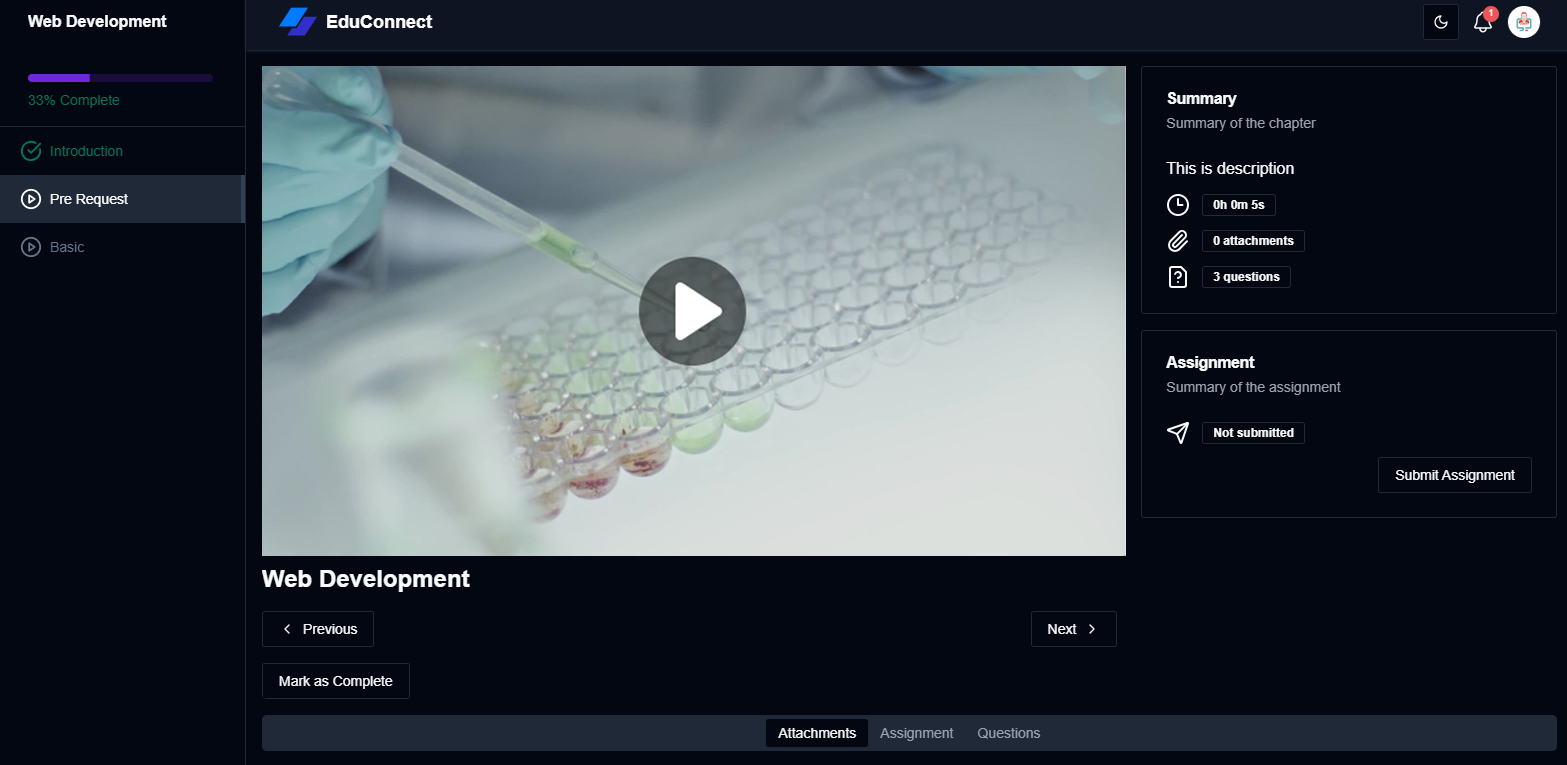 Web Development
33% Complete
Introduction
Pre Request
Basic
EduConnect
1
Web Development
Previous
Next
Mark as Complete
Summary
Summary of the chapter
This is description
0h 0m 5s
0 attachments
3 questions
Assignment
Summary of the assignment
Not submitted
Submit Assignment
Attachments Assignment Questions